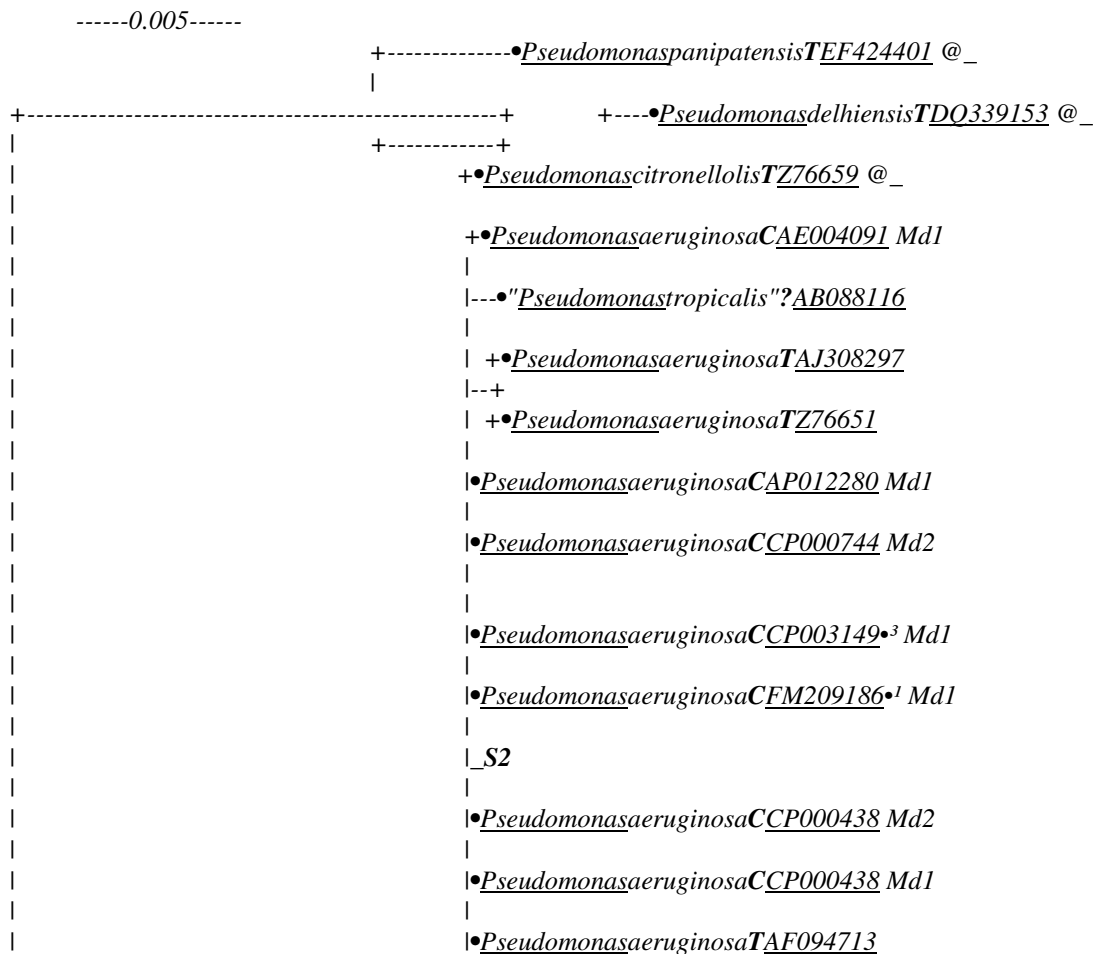 ------0.005------
+--------------•PseudomonaspanipatensisTEF424401 @_
|
+-----------------------------------------------------+ +----•PseudomonasdelhiensisTDQ339153 @_
| +------------+
| +•PseudomonascitronellolisTZ76659 @_
|
| +•PseudomonasaeruginosaCAE004091 Md1
| |
| |---•"Pseudomonastropicalis"?AB088116
| |
| | +•PseudomonasaeruginosaTAJ308297
| |--+
| | +•PseudomonasaeruginosaTZ76651
| |
| |•PseudomonasaeruginosaCAP012280 Md1
| |
| |•PseudomonasaeruginosaCCP000744 Md2
| |
| |
| |•PseudomonasaeruginosaCCP003149•³ Md1
| |
| |•PseudomonasaeruginosaCFM209186•¹ Md1
| |
| |_S2
| |
| |•PseudomonasaeruginosaCCP000438 Md2
| |
| |•PseudomonasaeruginosaCCP000438 Md1
| |
| |•PseudomonasaeruginosaTAF094713